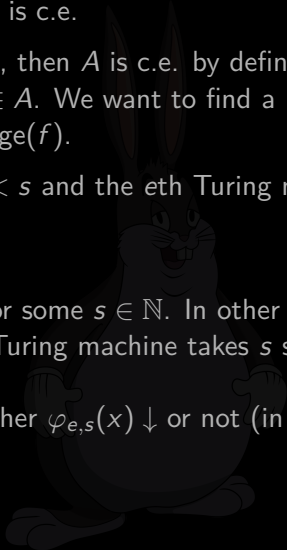 is c.e.
, then A is c.e. by defin
∈ A. We want to find a
ge(f).
< s and the eth Turing
or some s ∈ ℕ. In other
Turing machine takes s s
her φₑ,ₛ(x) ↓ or not (in